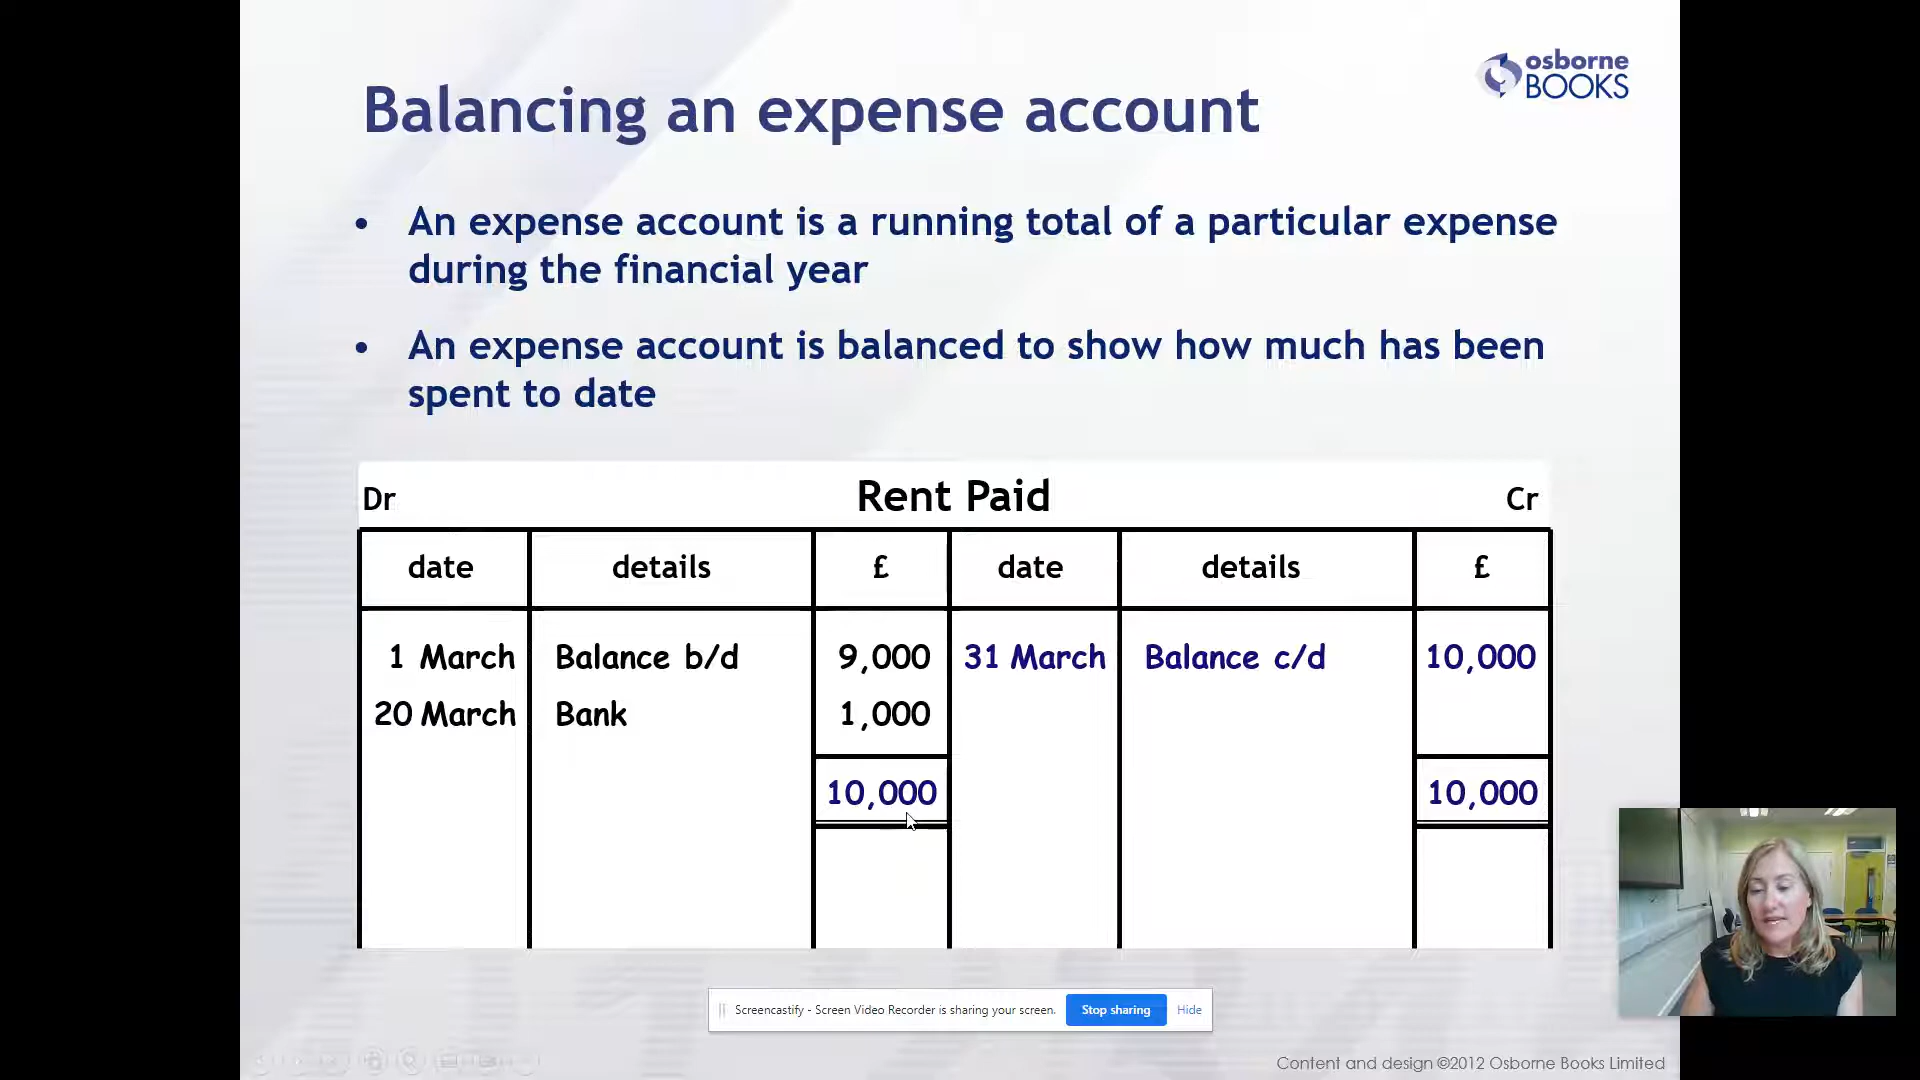 osborne
BOOKS
Balancing an expense account
• An expense account is a running total of a particular expense
during the financial year
• An expense account is balanced to show how much has been
spent to date
Dr Rent Paid Cr
date details £ date details £
1 March Balance b/d 9,000 31 March Balance c/d 10,000
20 March Bank 1,000
10,000 10,000
Screencastify - Screen Video Recorder is sharing your screen. Stop sharing Hide
Content and design ©2012 Osborne Books Limited